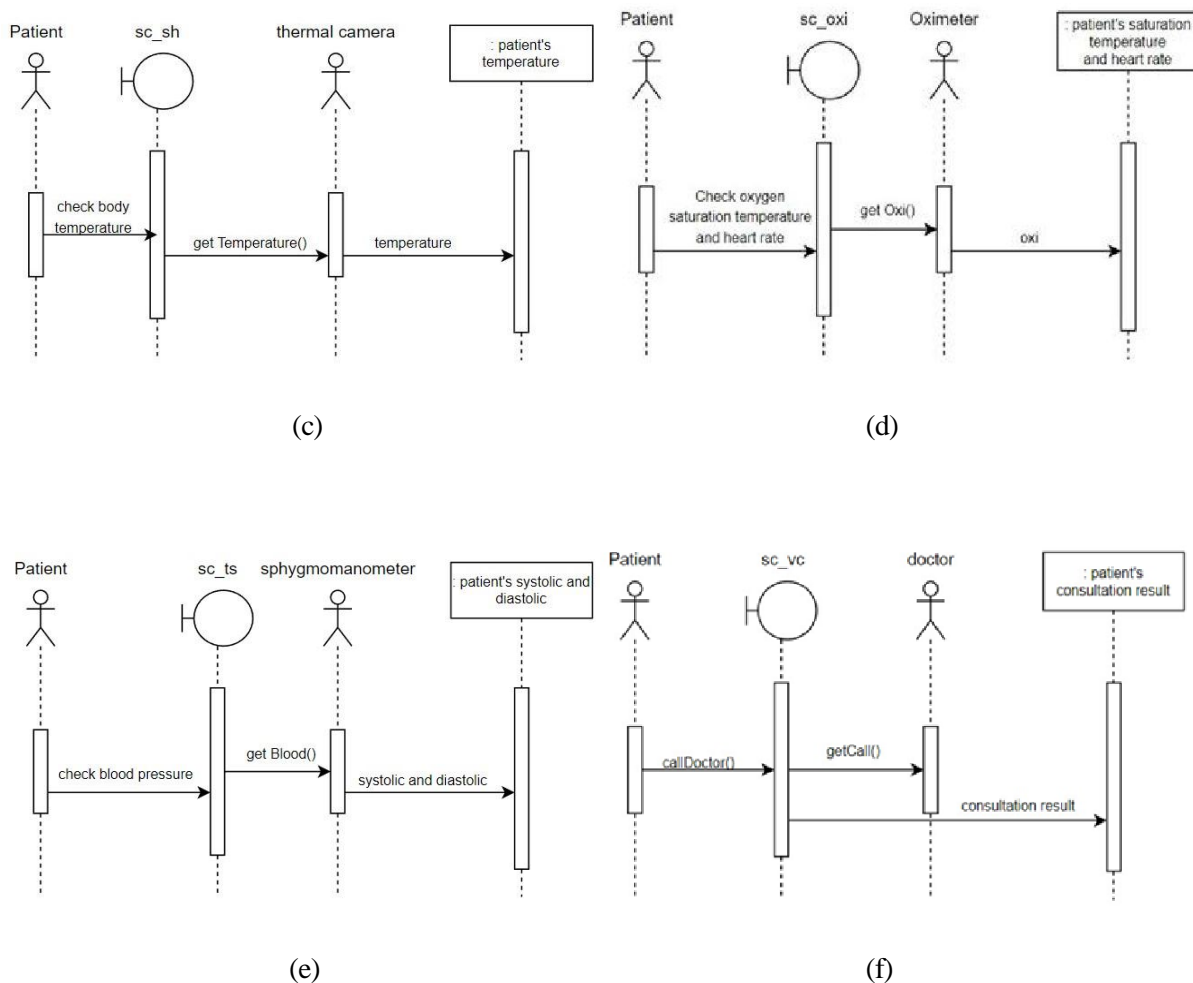 Patient
sc_sh
thermal camera
: patient's
temperature
check body
temperature
get Temperature()
temperature
(c)
Patient
sc_oxi
Oximeter
: patient's saturation
temperature
and heart rate
Check oxygen
saturation temperature
and heart rate
get Oxi()
oxi
(d)
Patient
sc_ts
sphygmomanometer
: patient's systolic and
diastolic
check blood pressure
get Blood()
systolic and diastolic
(e)
Patient
sc_vc
doctor
: patient's
consultation result
callDoctor()
getCall()
consultation result
(f)